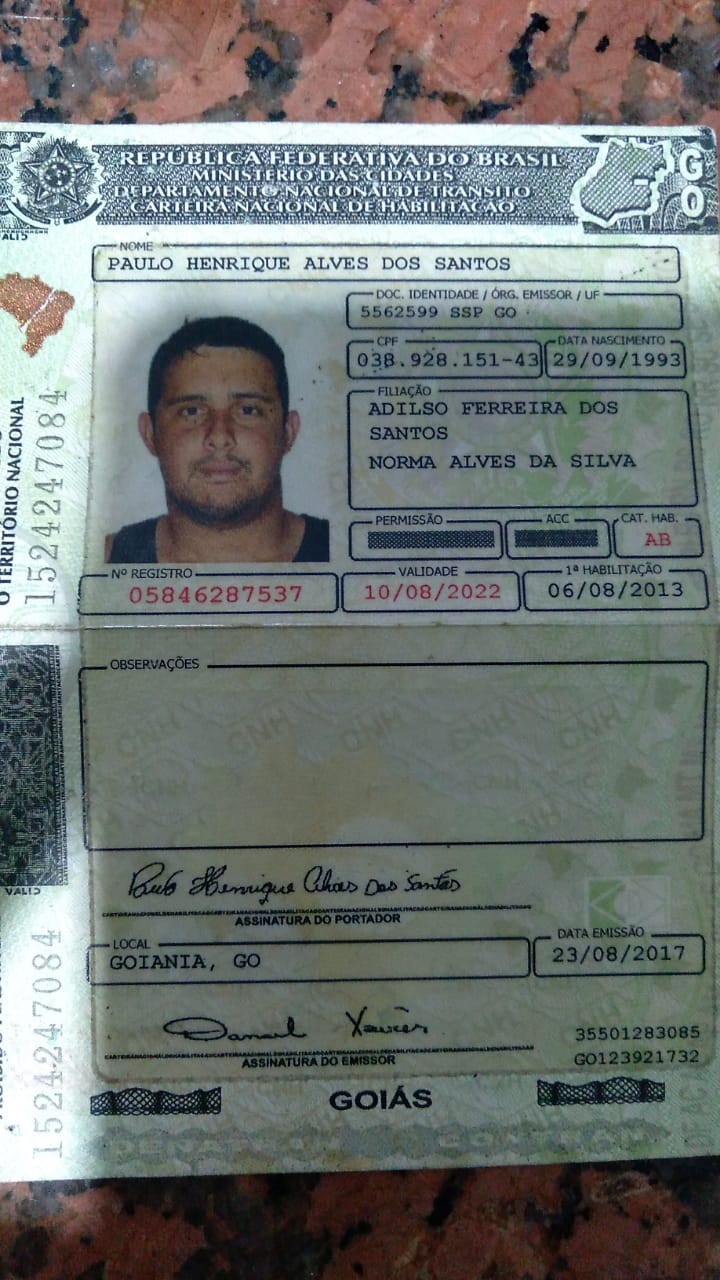 REPÚBLICA FEDERATIVA DO BRASIL
MINISTÉRIO DAS CIDADES
DEPARTAMENTO NACIONAL DE TRÂNSITO
CARTEIRA NACIONAL DE HABILITAÇÃO
GO
NOME
PAULO HENRIQUE ALVES DOS SANTOS
DOC. IDENTIDADE / ÓRG. EMISSOR / UF
5562599 SSP GO
CPF
038.928.151-43
DATA NASCIMENTO
29/09/1993
FILIAÇÃO
ADILSO FERREIRA DOS
SANTOS
NORMA ALVES DA SILVA
PERMISSÃO
ACC
CAT. HAB.
AB
Nº REGISTRO
05846287537
VALIDADE
10/08/2022
1ª HABILITAÇÃO
06/08/2013
O TERRITÓRIO NACIONAL
1524247084
OBSERVAÇÕES
Paulo Henrique Alves Dos Santos
ASSINATURA DO PORTADOR
LOCAL
GOIANIA, GO
DATA EMISSÃO
23/08/2017
ASSINATURA DO EMISSOR
35501283085
GO123921732
1524247084
GOIÁS